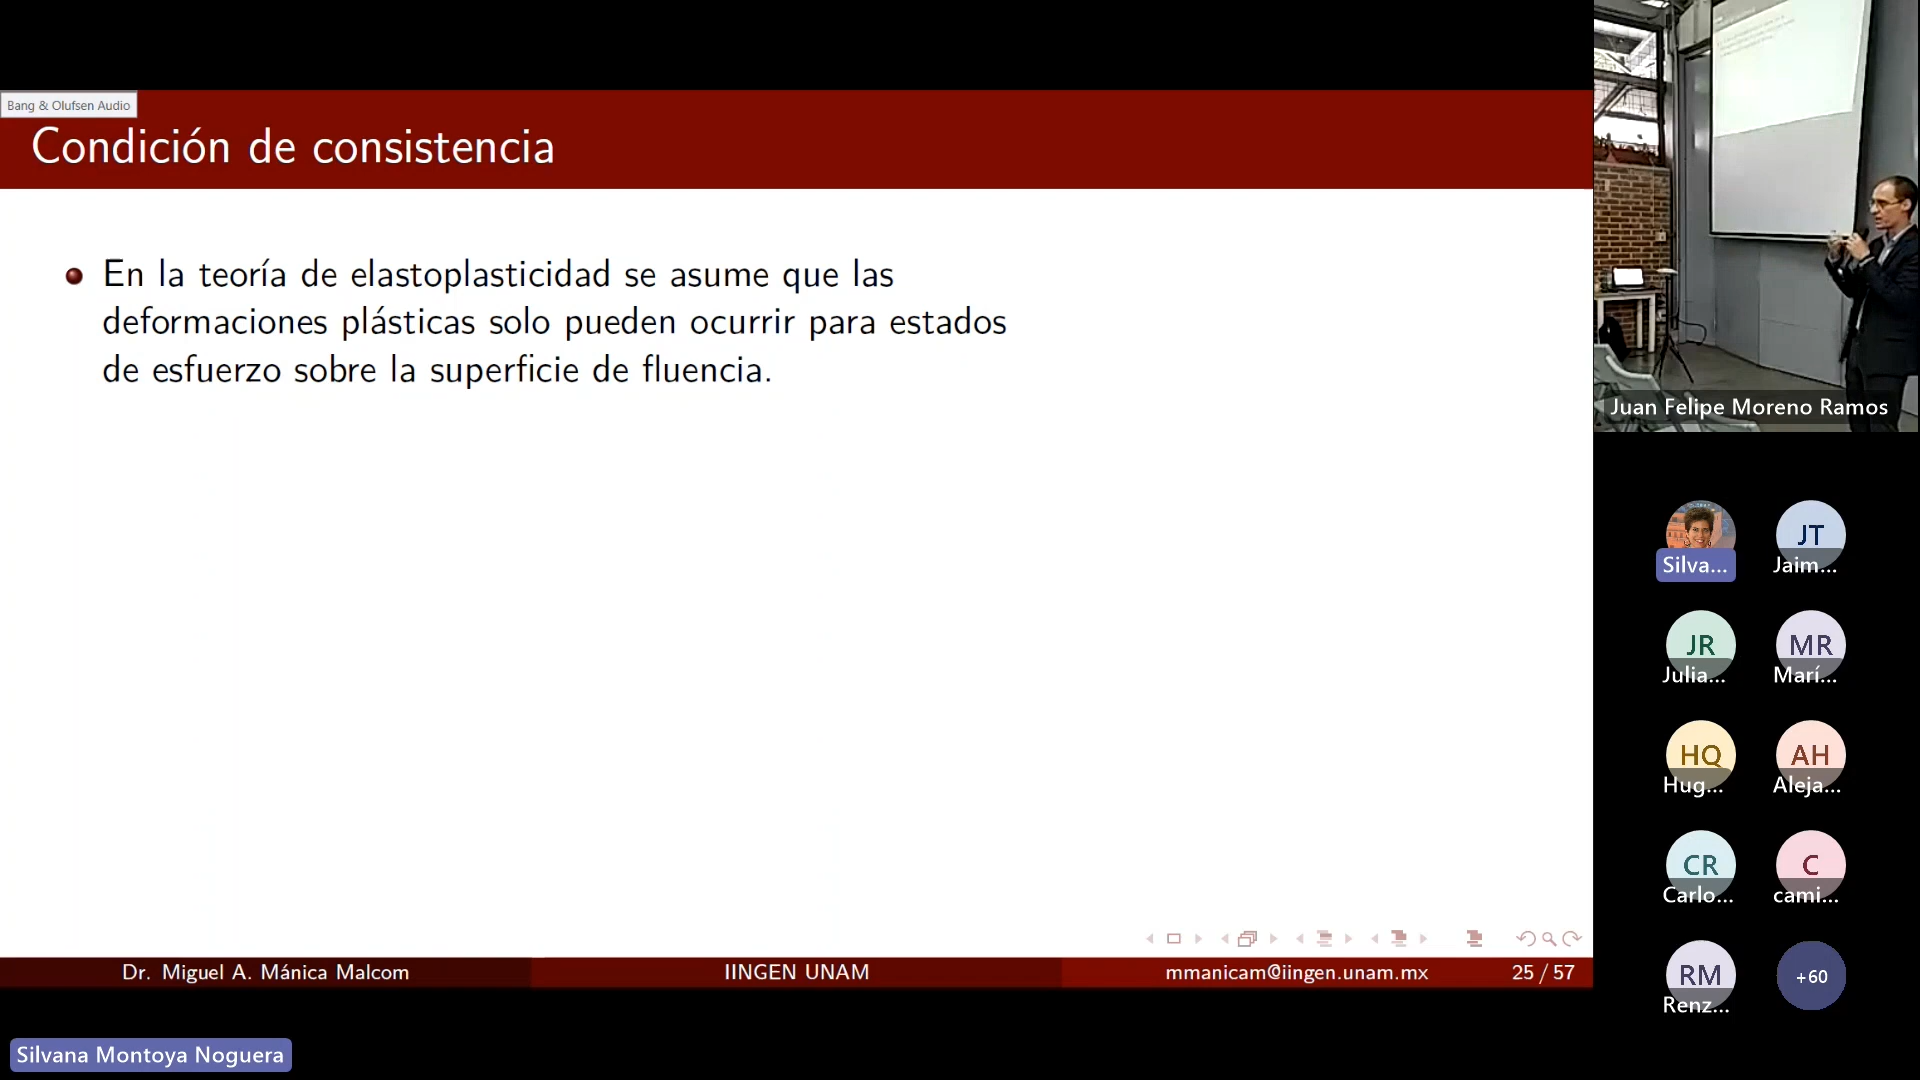 Bang & Olufsen Audio
Condición de consistencia
En la teoría de elastoplasticidad se asume que las
deformaciones plásticas solo pueden ocurrir para estados
de esfuerzo sobre la superficie de fluencia.
Dr. Miguel A. Mánica Malcom
IINGEN UNAM
mmanicam@iingen.unam.mx
25 / 57
Silvana Montoya Noguera
Juan Felipe Moreno Ramos
Silva...
JT
Jaim...
JR
Julia...
MR
Marí...
HQ
Hug...
AH
Aleja...
CR
Carlo...
C
cami...
RM
Renz...
+60